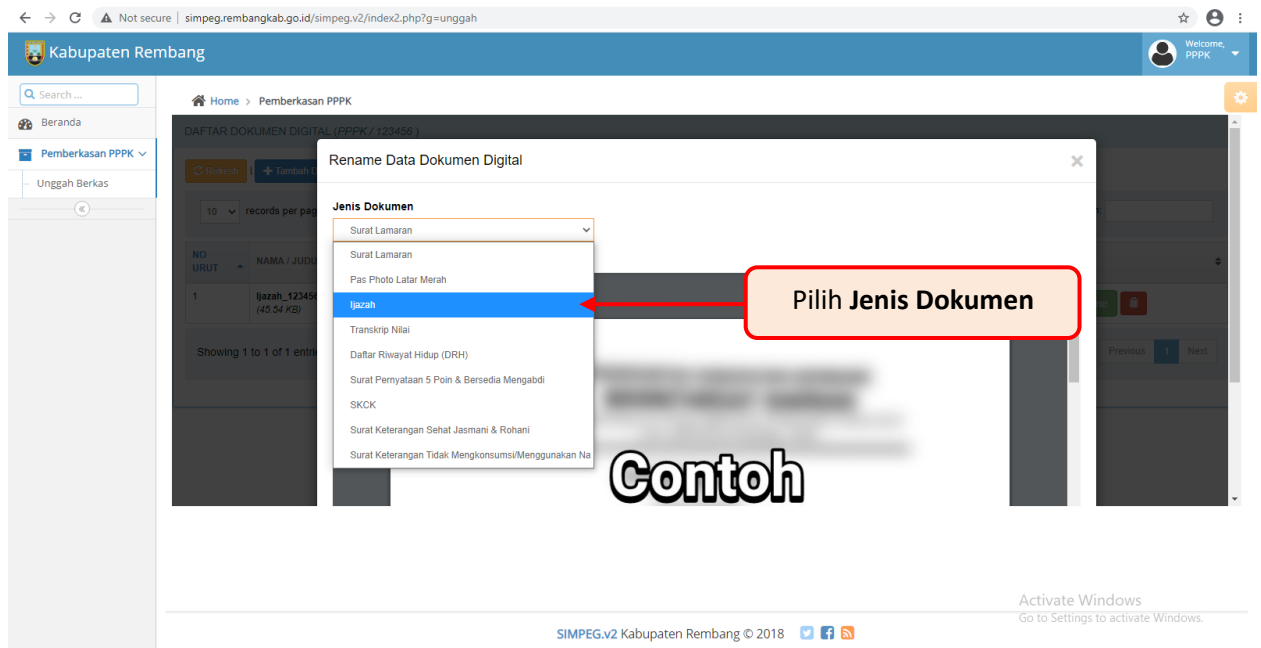 Not secure | simpeg.rembangkab.go.id/simpeg.v2/index2.php?g=unggah
Kabupaten Rembang
Welcome,
PPPK
Search ...
Home > Pemberkasan PPPK
Beranda
DAFTAR DOKUMEN DIGITAL (PPPK / 123456 )
Pemberkasan PPPK
Rename Data Dokumen Digital
Refresh
Tambah
Unggah Berkas
Jenis Dokumen
10 records per pag
Surat Lamaran
NO
URUT
NAMA / JUDU
Surat Lamaran
Pas Photo Latar Merah
1
Ijazah_123456
(45.54 KB)
Ijazah
Pilih Jenis Dokumen
Transkrip Nilai
Showing 1 to 1 of 1 entri
Daftar Riwayat Hidup (DRH)
Previous 1 Next
Surat Pernyataan 5 Poin & Bersedia Mengabdi
SKCK
Surat Keterangan Sehat Jasmani & Rohani
Surat Keterangan Tidak Mengkonsumsi/Menggunakan Na
Contoh
Activate Windows
Go to Settings to activate Windows.
SIMPEG.v2 Kabupaten Rembang © 2018